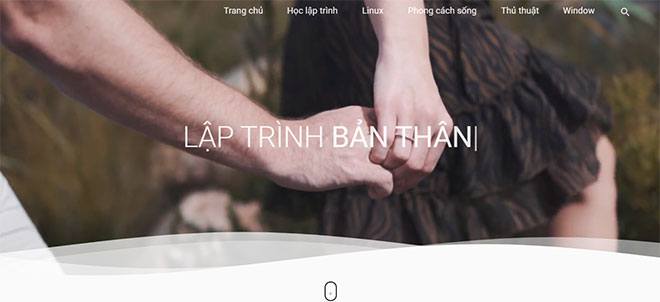 Trang chủ Học lập trình Linux Phong cách sống Thủ thuật Window
LẬP TRÌNH BẢN THÂN|